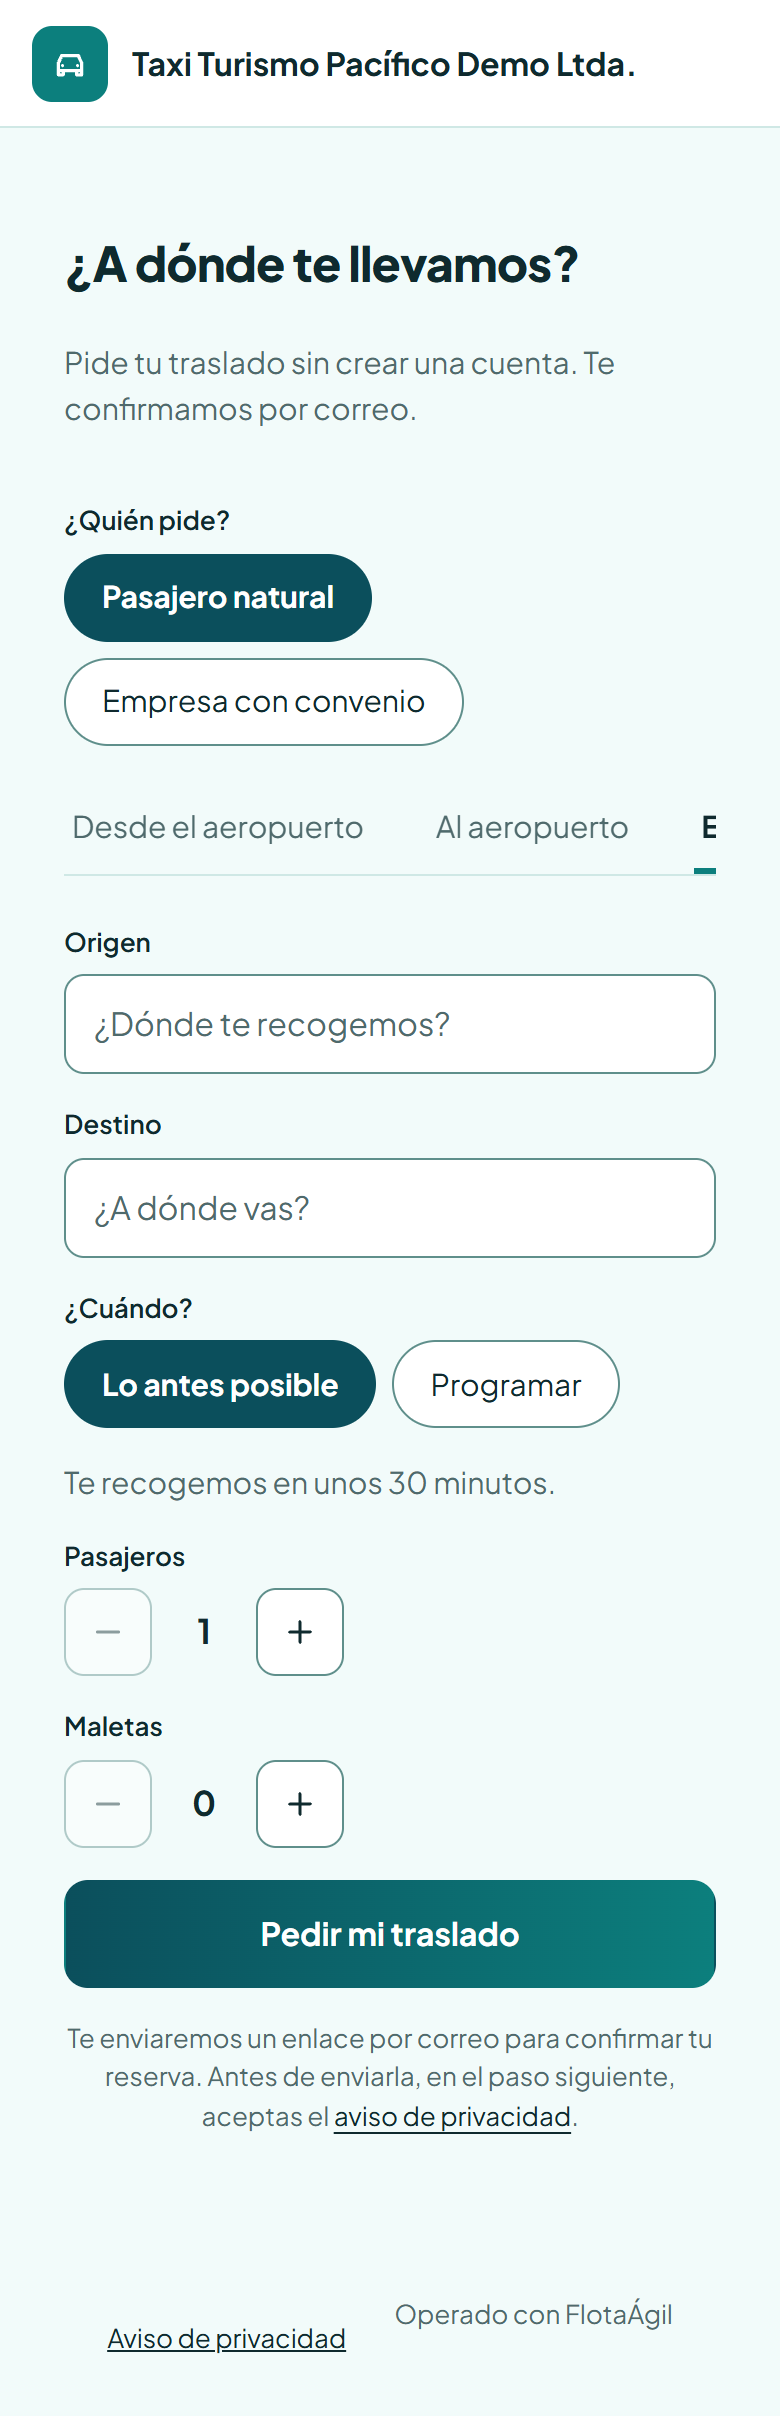 Taxi Turismo Pacífico Demo Ltda.
¿A dónde te llevamos?
Pide tu traslado sin crear una cuenta. Te
confirmamos por correo.
¿Quién pide?
Pasajero natural
Empresa con convenio
Desde el aeropuerto Al aeropuerto E
Origen
¿Dónde te recogemos?
Destino
¿A dónde vas?
¿Cuándo?
Lo antes posible Programar
Te recogemos en unos 30 minutos.
Pasajeros
− 1 +
Maletas
− 0 +
Pedir mi traslado
Te enviaremos un enlace por correo para confirmar tu
reserva. Antes de enviarla, en el paso siguiente,
aceptas el aviso de privacidad.
Operado con FlotaÁgil
Aviso de privacidad